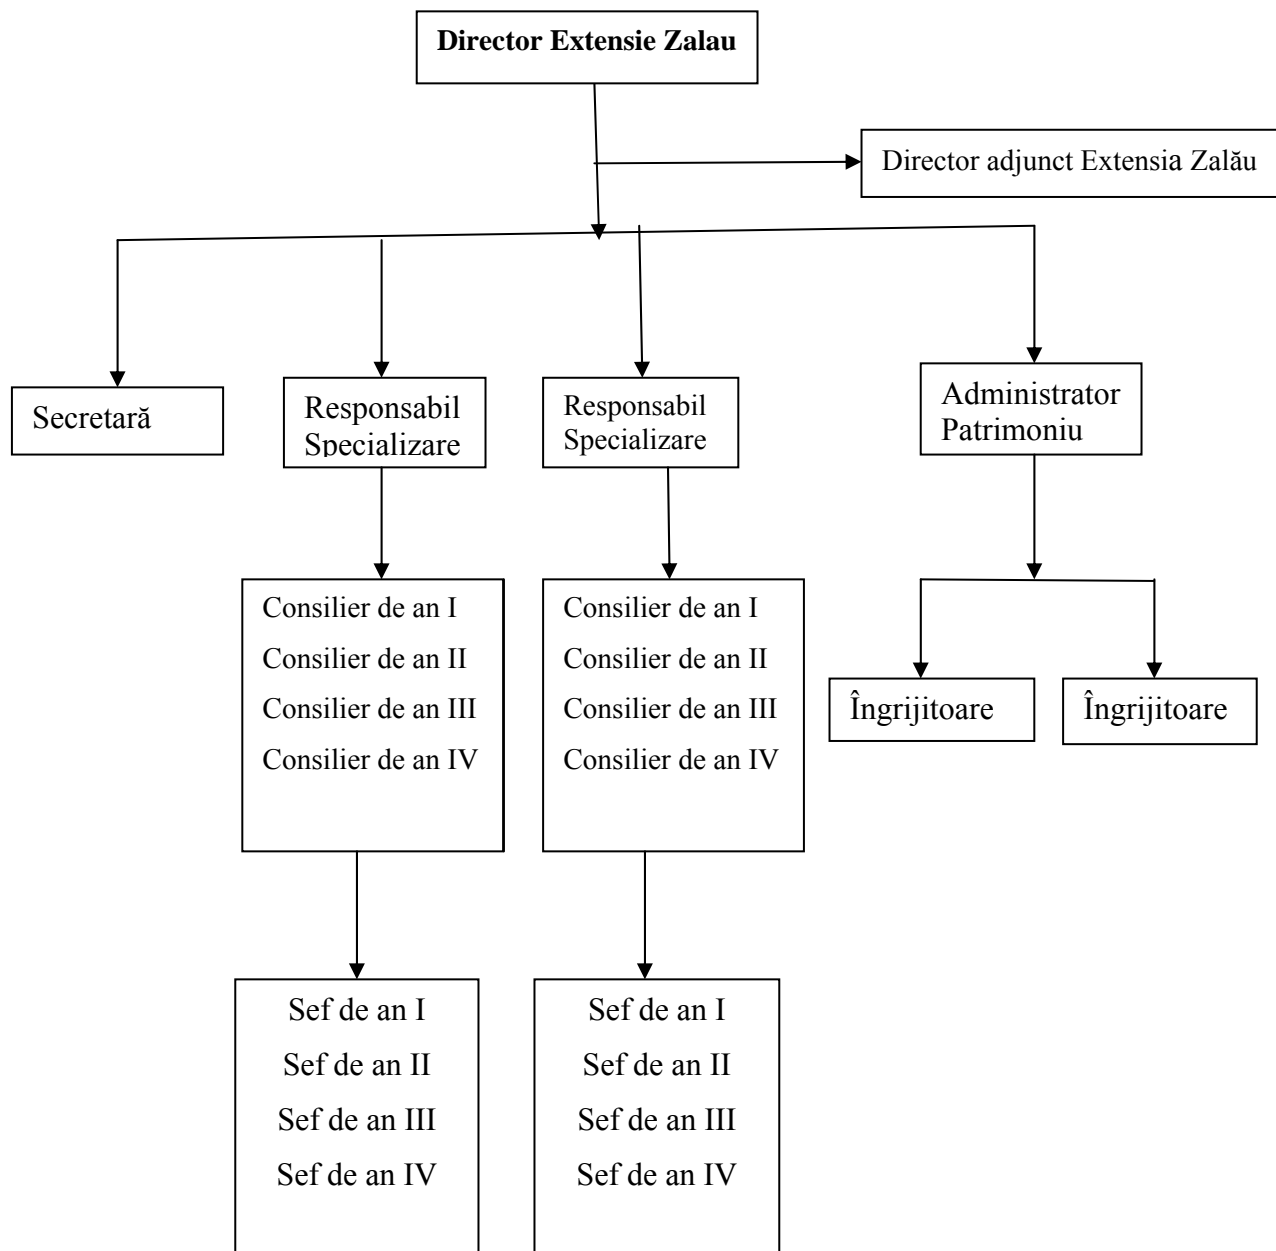 Director Extensie Zalau
Director adjunct Extensia Zalău
Secretară
Responsabil
Specializare
Responsabil
Specializare
Administrator
Patrimoniu
Consilier de an I
Consilier de an II
Consilier de an III
Consilier de an IV
Consilier de an I
Consilier de an II
Consilier de an III
Consilier de an IV
Îngrijitoare
Îngrijitoare
Sef de an I
Sef de an II
Sef de an III
Sef de an IV
Sef de an I
Sef de an II
Sef de an III
Sef de an IV